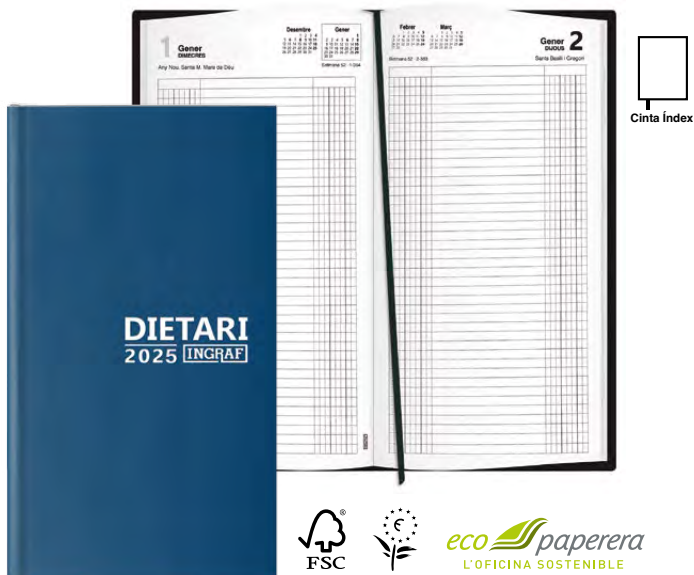 1
Gener
DIMECRES
Desembre
Gener
Any Nou, Santa M. Mare de Déu
Febrer
Març
Gener
DIJOUS
2
Santa Basili i Gregori
Cinta Índex
DIETARI
2025 INGRAF
FSC
eco paperera
L'OFICINA SOSTENIBLE